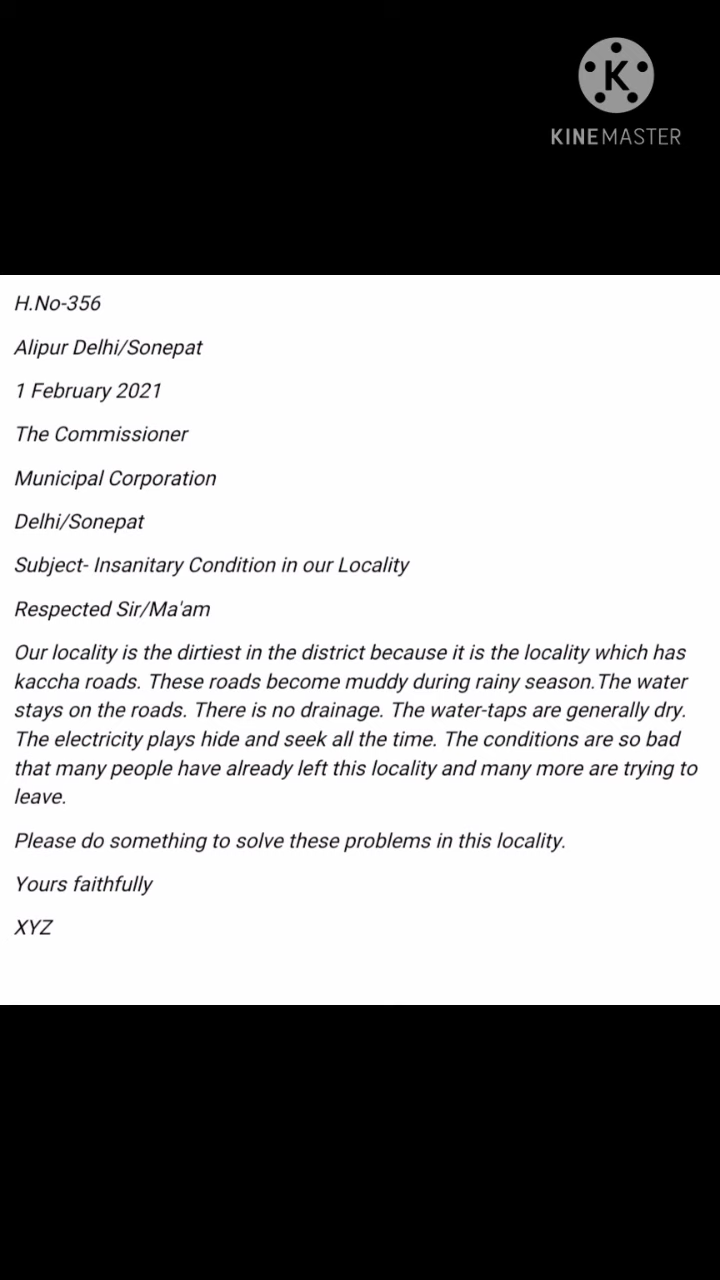 K
KINEMASTER
H.No-356
Alipur Delhi/Sonepat
1 February 2021
The Commissioner
Municipal Corporation
Delhi/Sonepat
Subject- Insanitary Condition in our Locality
Respected Sir/Ma'am
Our locality is the dirtiest in the district because it is the locality which has
kaccha roads. These roads become muddy during rainy season.The water
stays on the roads. There is no drainage. The water-taps are generally dry.
The electricity plays hide and seek all the time. The conditions are so bad
that many people have already left this locality and many more are trying to
leave.
Please do something to solve these problems in this locality.
Yours faithfully
XYZ